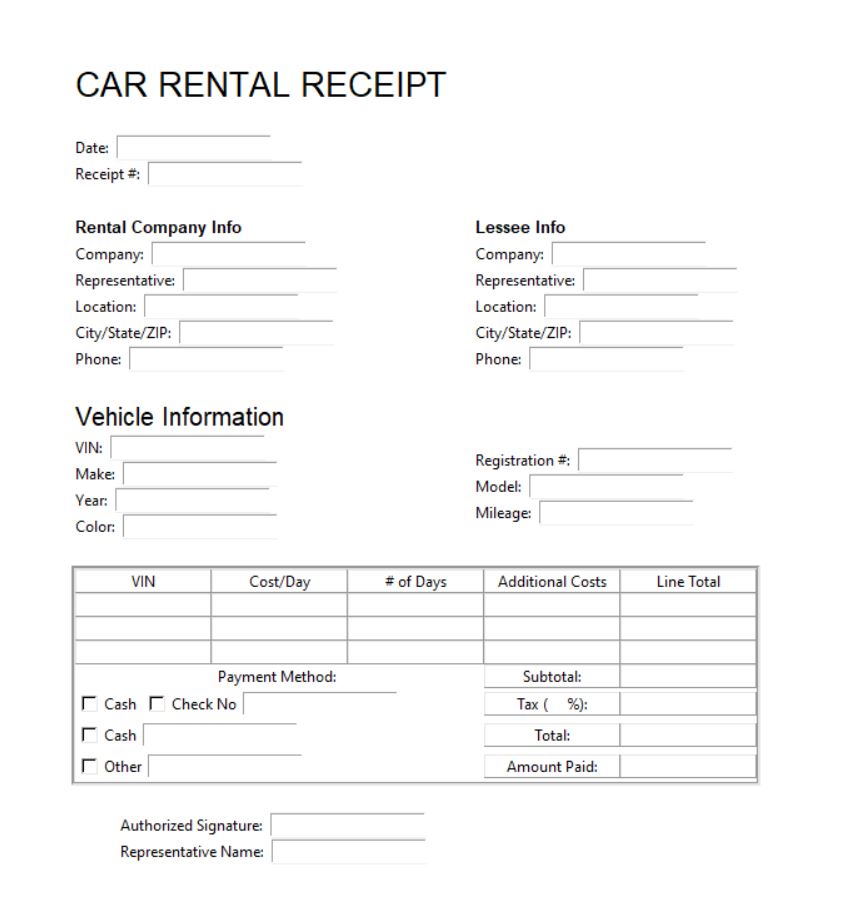 CAR RENTAL RECEIPT
Date:
Receipt #:
Rental Company Info
Company:
Representative:
Location:
City/State/ZIP:
Phone:
Lessee Info
Company:
Representative:
Location:
City/State/ZIP:
Phone:
Vehicle Information
VIN:
Make:
Year:
Color:
Registration #:
Model:
Mileage:
VIN Cost/Day # of Days Additional Costs Line Total
Payment Method: Subtotal:
Cash Check No Tax ( %):
Cash Total:
Other Amount Paid:
Authorized Signature:
Representative Name: